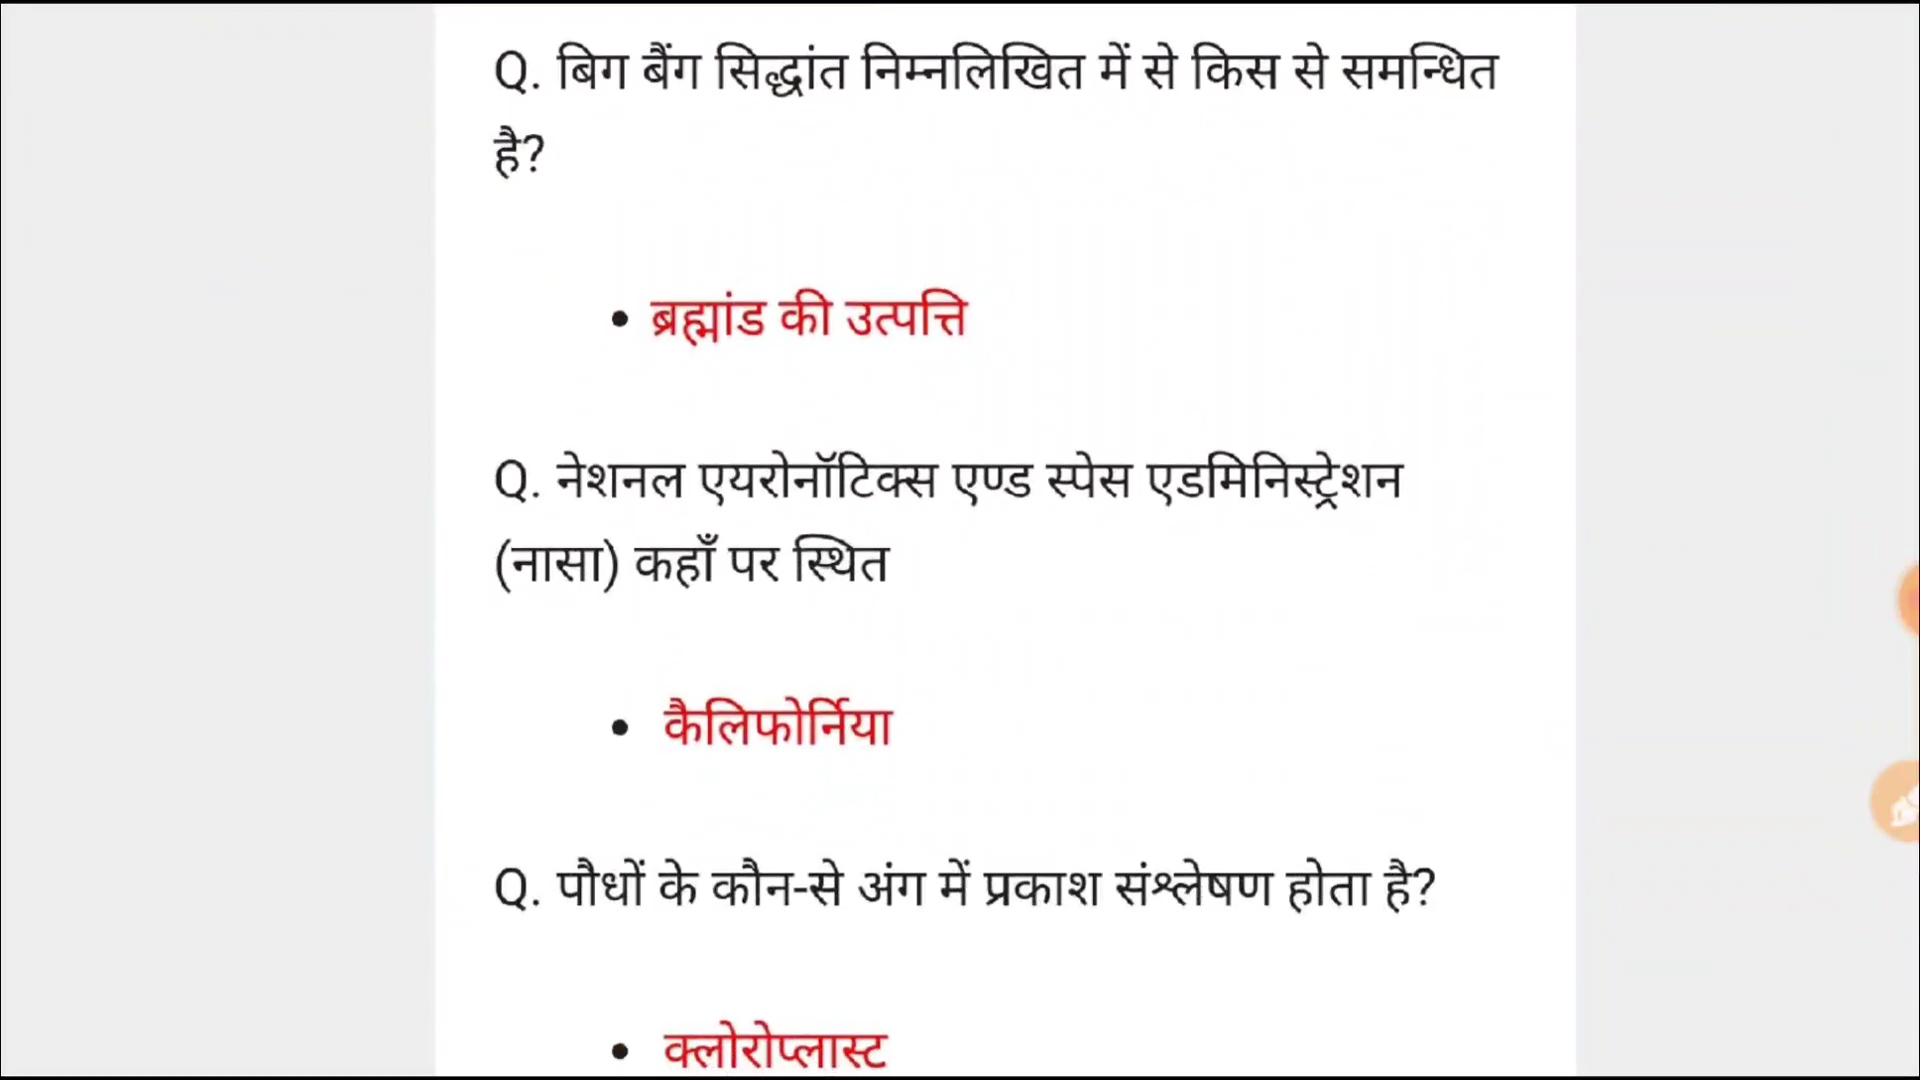 Q. बिग बैंग सिद्धांत निम्नलिखित में से किस से समन्धित
है?
• ब्रह्मांड की उत्पत्ति
Q. नेशनल एयरोनॉटिक्स एण्ड स्पेस एडमिनिस्ट्रेशन
(नासा) कहाँ पर स्थित
• कैलिफोर्निया
Q. पौधों के कौन-से अंग में प्रकाश संश्लेषण होता है?
• क्लोरोप्लास्ट